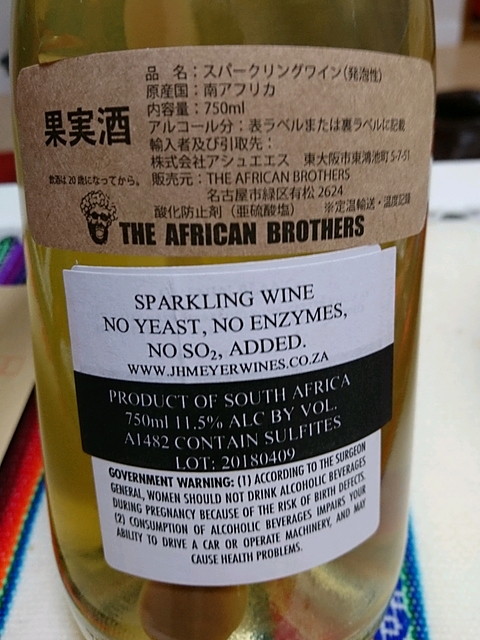 品　名：スパークリングワイン（発泡性）
原産国：南アフリカ
内容量：750ml
果実酒
アルコール分：表ラベルまたは裏ラベルに記載
輸入者及び引取先：
株式会社アシュエエス　東大阪市東鴻池町5-7-51
飲酒は20歳になってから。
販売元：THE AFRICAN BROTHERS
名古屋市緑区有松2624
酸化防止剤（亜硫酸塩）　※定温輸送・温度記録
THE AFRICAN BROTHERS
SPARKLING WINE
NO YEAST, NO ENZYMES,
NO SO₂, ADDED.
WWW.JHMEYERWINES.CO.ZA
PRODUCT OF SOUTH AFRICA
750ml 11.5% ALC BY VOL.
A1482 CONTAIN SULFITES
LOT: 20180409
GOVERNMENT WARNING: (1) ACCORDING TO THE SURGEON
GENERAL, WOMEN SHOULD NOT DRINK ALCOHOLIC BEVERAGES
DURING PREGNANCY BECAUSE OF THE RISK OF BIRTH DEFECTS.
(2) CONSUMPTION OF ALCOHOLIC BEVERAGES IMPAIRS YOUR
ABILITY TO DRIVE A CAR OR OPERATE MACHINERY, AND MAY
CAUSE HEALTH PROBLEMS.